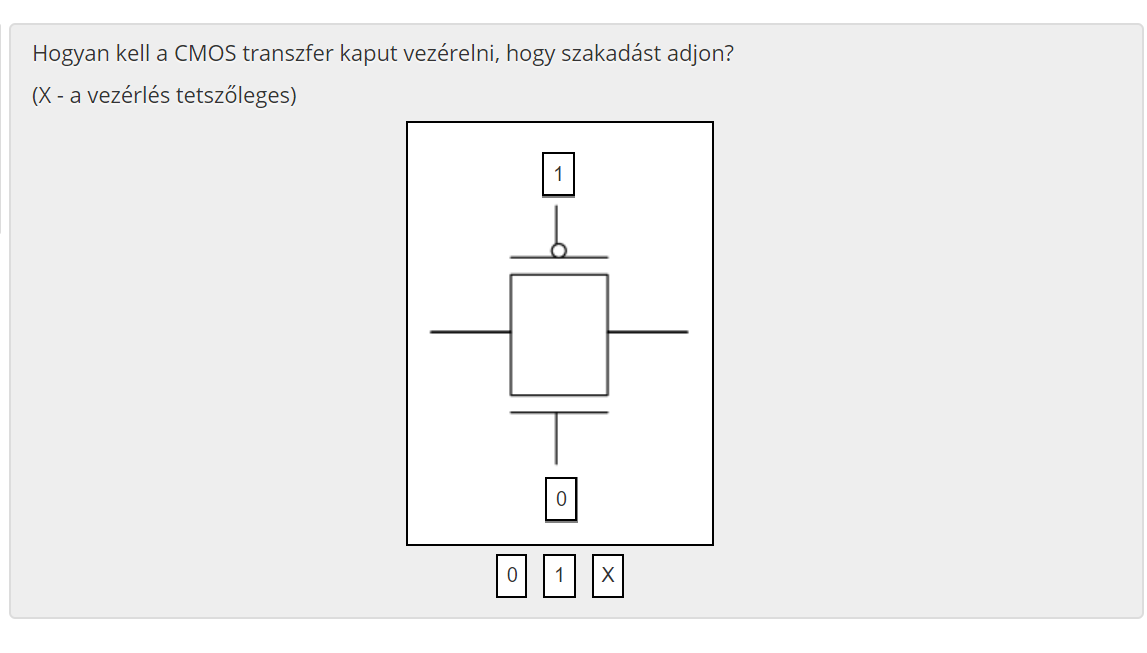 Hogyan kell a CMOS transzfer kaput vezérelni, hogy szakadást adjon?
(X - a vezérlés tetszőleges)
1
0
0 1 X